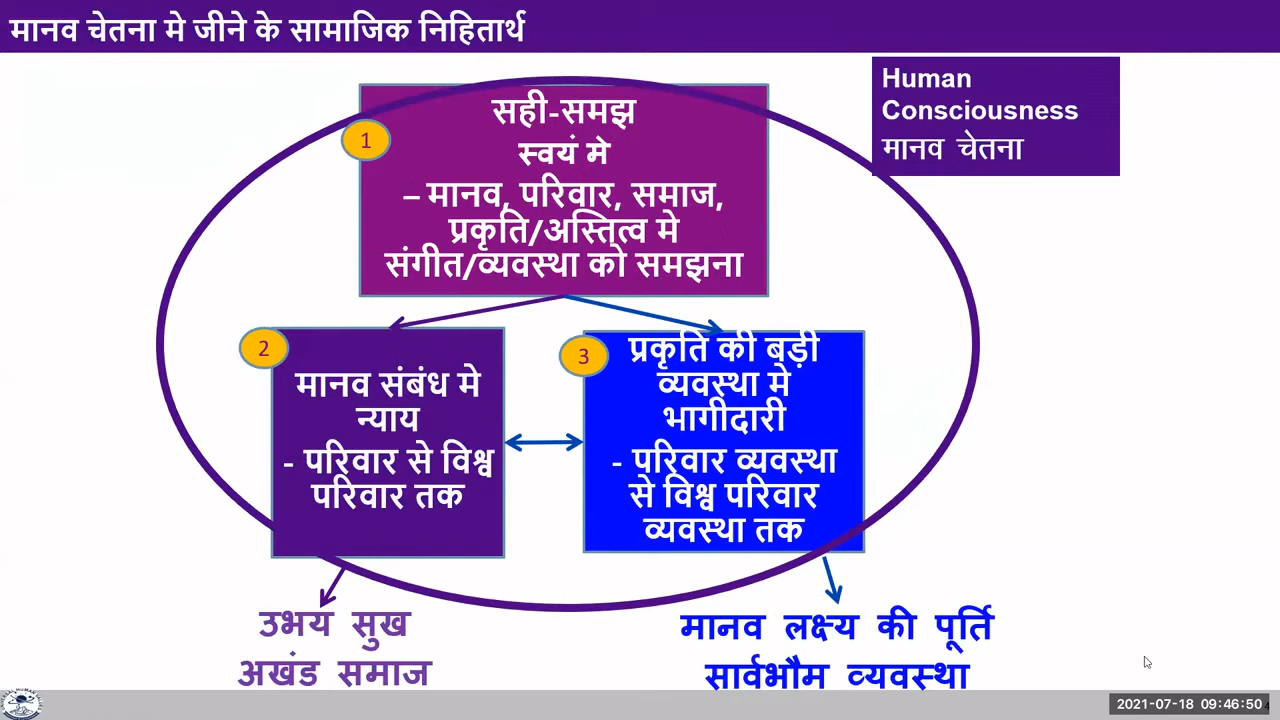 मानव चेतना मे जीने के सामाजिक निहितार्थ
Human
Consciousness
मानव चेतना
सही-समझ
1
स्वयं मे
– मानव, परिवार, समाज,
प्रकृति/अस्तित्व मे
संगीत/व्यवस्था को समझना
2
मानव संबंध मे
न्याय
- परिवार से विश्व
परिवार तक
3
प्रकृति की बड़ी
व्यवस्था मे
भागीदारी
- परिवार व्यवस्था
से विश्व परिवार
व्यवस्था तक
उभय सुख
अखंड समाज
मानव लक्ष्य की पूर्ति
सार्वभौम व्यवस्था
2021-07-18 09:46:50